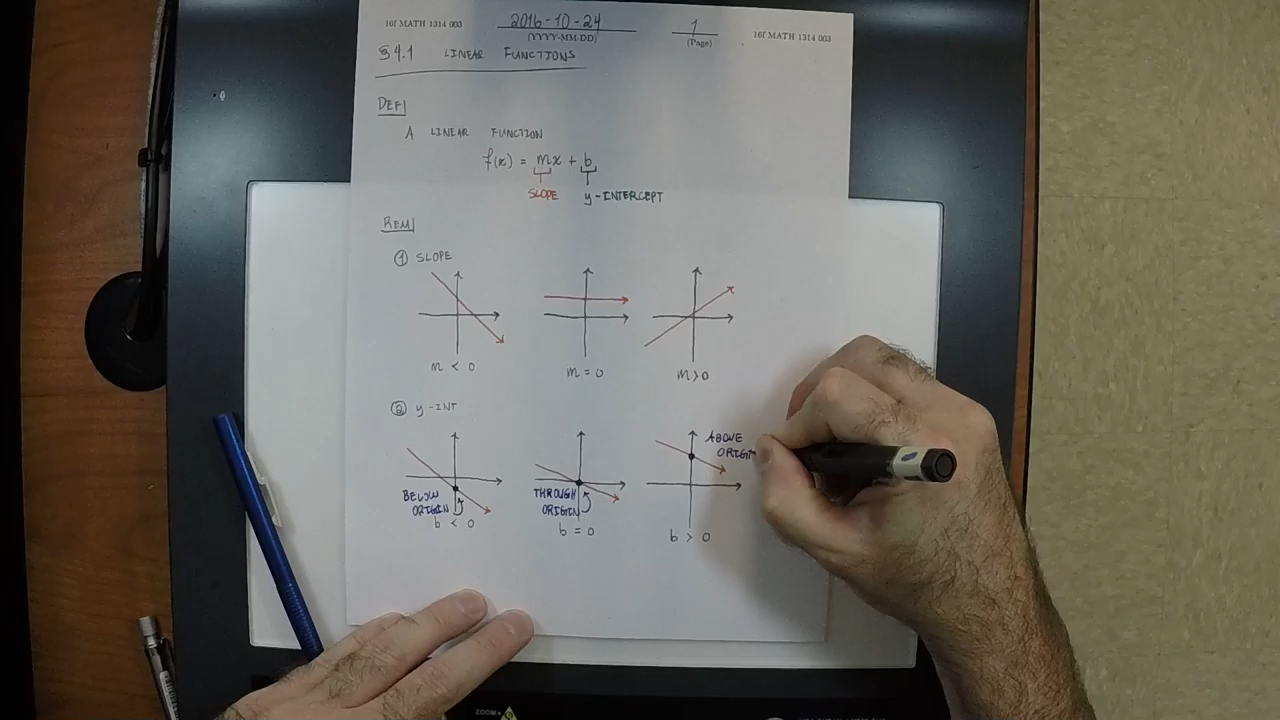 16f MATH 1314 003 2016-10-24 1 16f MATH 1314 003
(YYYY-MM-DD) (Page)
§4.1 LINEAR FUNCTIONS
DEF
A LINEAR FUNCTION
f(x) = mx + b
SLOPE y-INTERCEPT
REM
① SLOPE
m < 0 m = 0 m > 0
② y-INT
ABOVE
ORIGIN
BELOW THROUGH
ORIGIN ORIGIN
b < 0 b = 0 b > 0
ZOOM